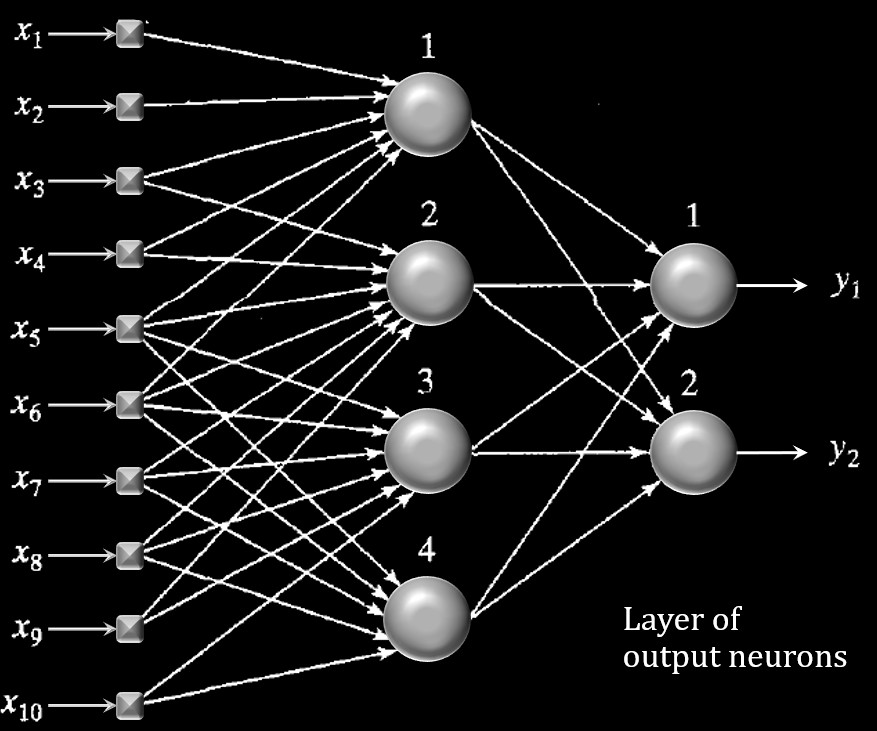 x1
x2
x3
x4
x5
x6
x7
x8
x9
x10
1
2
3
4
1
2
y1
y2
Layer of
output neurons